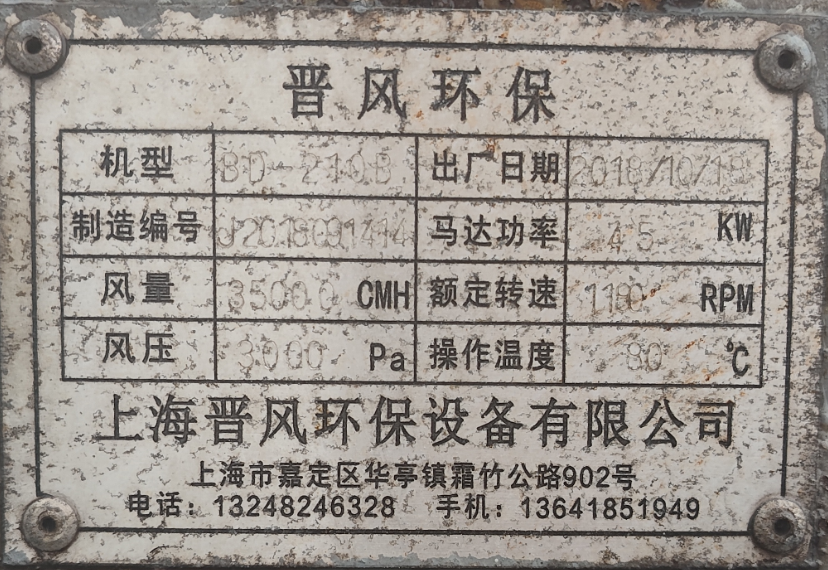 晋风环保
机型 BD-210B 出厂日期 2018/10/18
制造编号 JP2018091414 马达功率 45 KW
风量 35000 CMH 额定转速 1180 RPM
风压 3000 Pa 操作温度 80 ℃
上海晋风环保设备有限公司
上海市嘉定区华亭镇霜竹公路902号
电话：13248246328 手机：13641851949